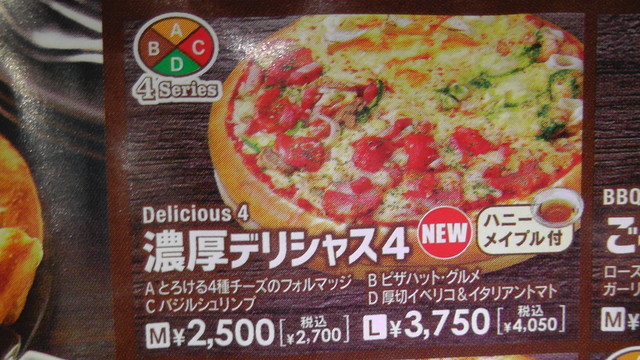 A
B C
D
4 Series
Delicious 4
濃厚デリシャス4 NEW
ハニー
メイプル付
Aとろける4種チーズのフォルマッジ Bピザハット・グルメ
Cバジルシュリンプ D厚切イベリコ&イタリアントマト
M ¥2,500 [税込 ¥2,700] L ¥3,750 [税込 ¥4,050]
BBQ
ご
ロース
ガーリ
M ¥